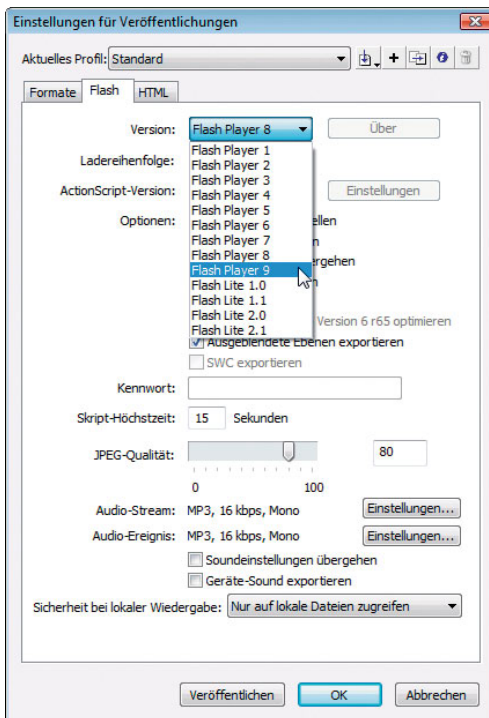 Einstellungen für Veröffentlichungen
Aktuelles Profil: Standard
Formate Flash HTML
Version: Flash Player 8 Über
Flash Player 1
Flash Player 2
Ladereihenfolge:
Flash Player 3
Flash Player 4
ActionScript-Version: Einstellungen
Flash Player 5
Flash Player 6
Optionen: ellen
Flash Player 7
n
Flash Player 8
ergehen
Flash Player 9
n
Flash Lite 1.0
Flash Lite 1.1
Flash Lite 2.0
Version 6 r65 optimieren
Flash Lite 2.1
Ausgeblendete Ebenen exportieren
SWC exportieren
Kennwort:
Skript-Höchstzeit: 15 Sekunden
JPEG-Qualität: 80
0 100
Audio-Stream: MP3, 16 kbps, Mono Einstellungen...
Audio-Ereignis: MP3, 16 kbps, Mono Einstellungen...
Soundeinstellungen übergehen
Geräte-Sound exportieren
Sicherheit bei lokaler Wiedergabe: Nur auf lokale Dateien zugreifen
Veröffentlichen OK Abbrechen